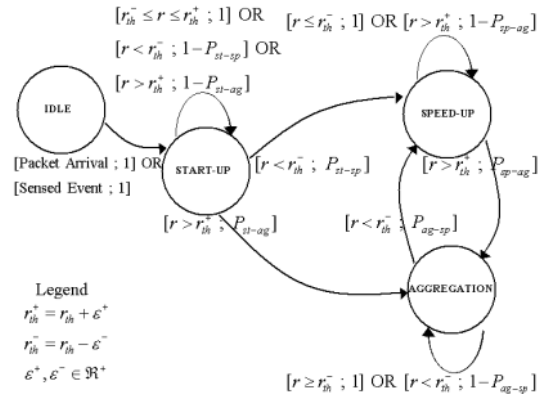 [r_th^- ≤ r ≤ r_th^+ ; 1] OR
[r < r_th^- ; 1-P_st-sp] OR
[r > r_th^+ ; 1-P_st-ag]
[r ≤ r_th^- ; 1] OR [r > r_th^+ ; 1-P_sp-ag]
IDLE
SPEED-UP
[Packet Arrival ; 1] OR
[Sensed Event ; 1]
START-UP
[r < r_th^- ; P_st-sp]
[r > r_th^+ ; P_sp-ag]
[r > r_th^+ ; P_st-ag]
[r < r_th^- ; P_ag-sp]
AGGREGATION
Legend
r_th^+ = r_th + ε^+
r_th^- = r_th - ε^-
ε^+, ε^- ∈ ℜ^+
[r ≥ r_th^- ; 1] OR [r < r_th^- ; 1-P_ag-sp]